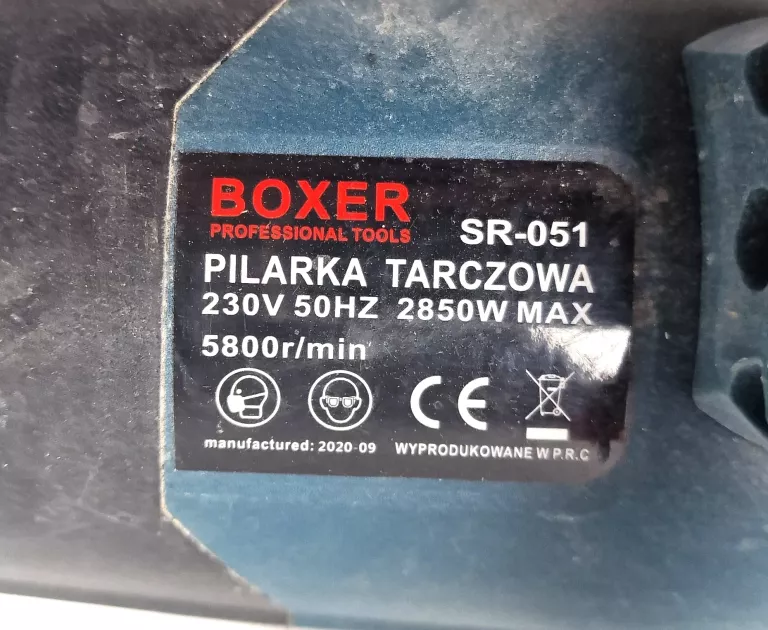 BOXER
PROFESSIONAL TOOLS SR-051
PILARKA TARCZOWA
230V 50HZ 2850W MAX
5800r/min
CE
manufactured: 2020-09 WYPRODUKOWANE W P.R.C